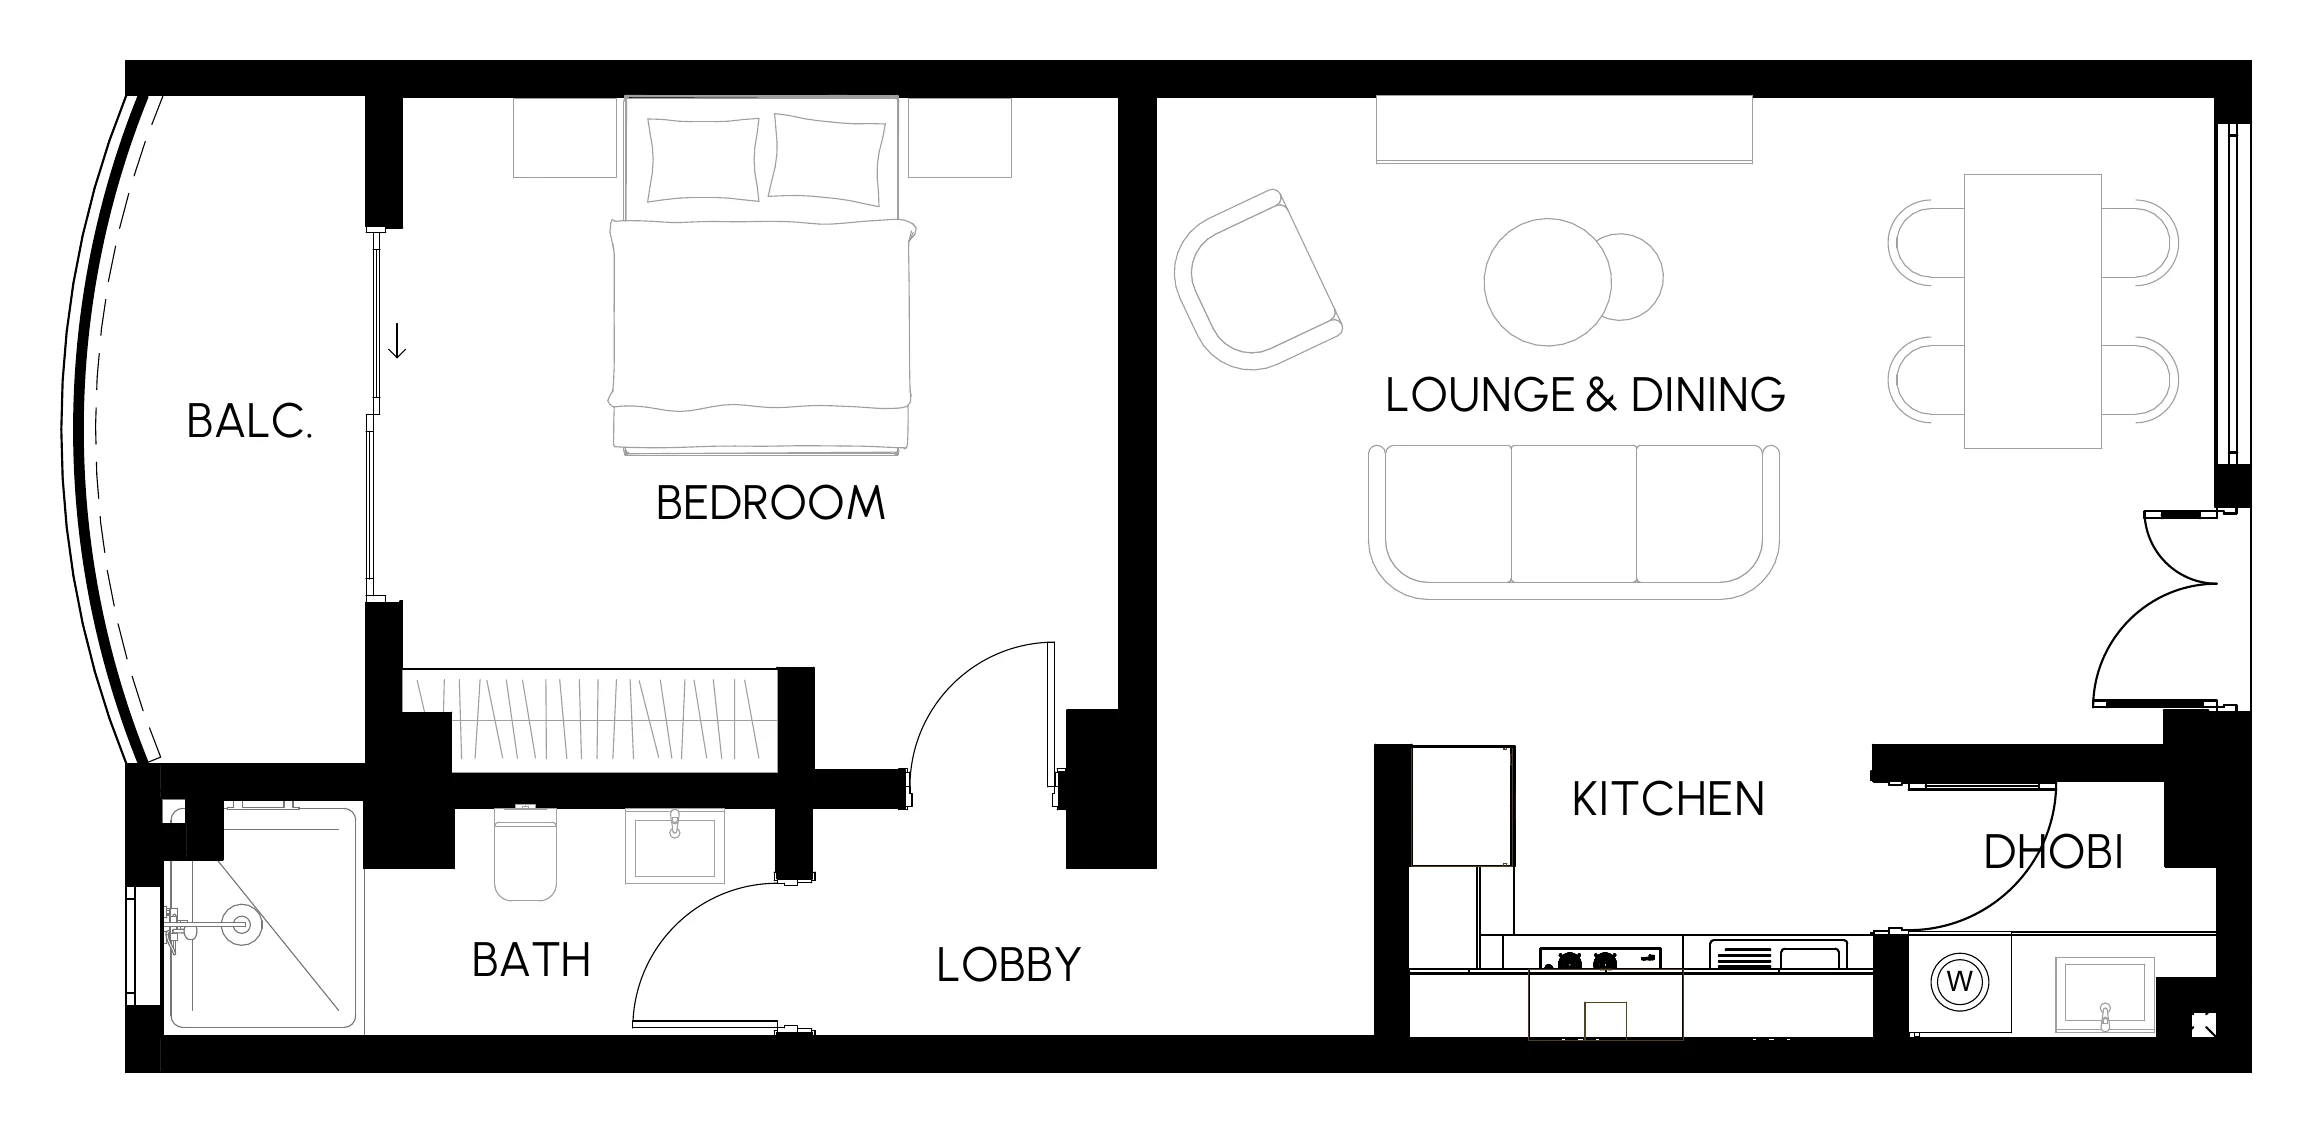 LOUNGE & DINING
BALC.
BEDROOM
KITCHEN
DHOBI
BATH
LOBBY
W